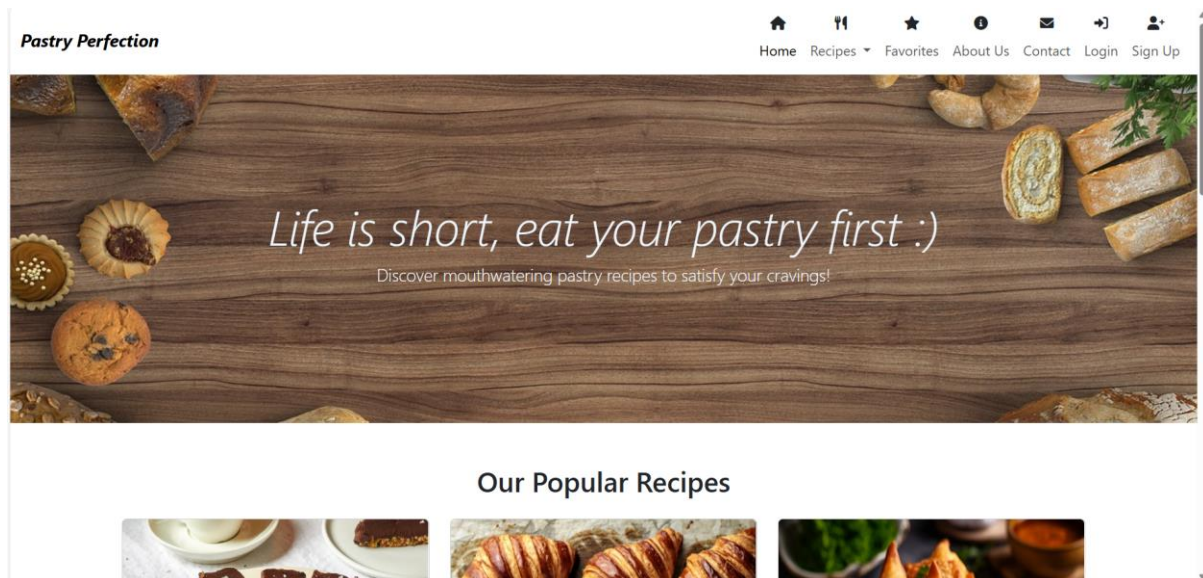 Pastry Perfection
Home Recipes Favorites About Us Contact Login Sign Up
Life is short, eat your pastry first :)
Discover mouthwatering pastry recipes to satisfy your cravings!
Our Popular Recipes